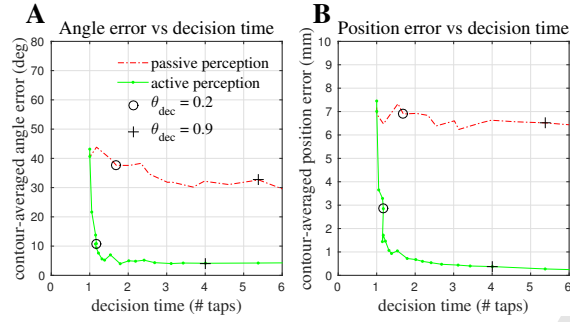 A Angle error vs decision time
contour-averaged angle error (deg)
80
70
60
50
40
30
20
10
0
passive perception
active perception
θdec = 0.2
θdec = 0.9
0 1 2 3 4 5 6
decision time (# taps)
B Position error vs decision time
contour-averaged position error (mm)
10
9
8
7
6
5
4
3
2
1
0
0 1 2 3 4 5 6
decision time (# taps)